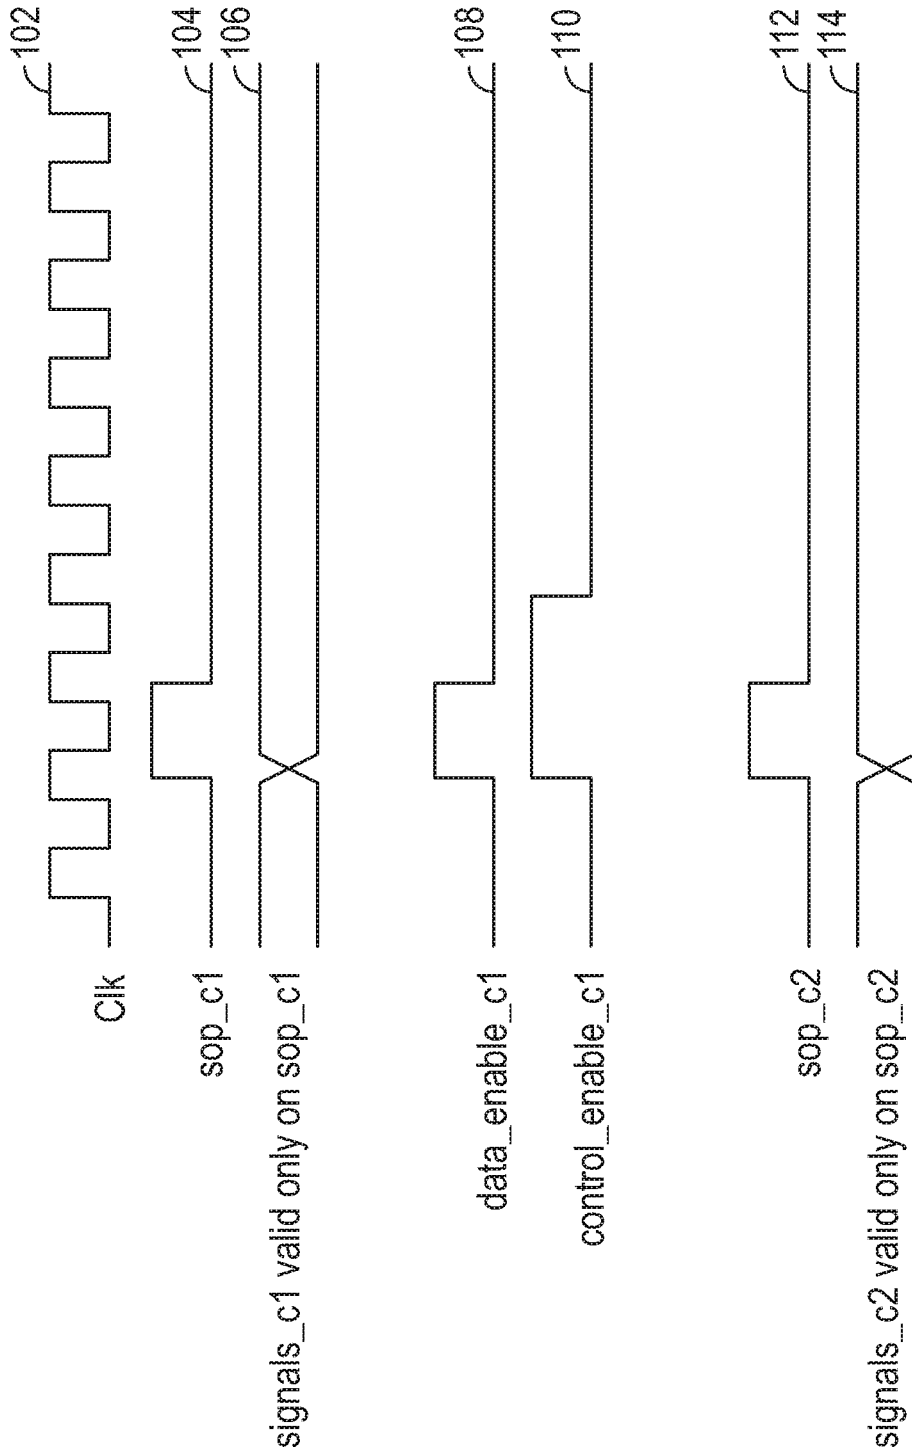 Clk 102
sop_c1 104
signals_c1 valid only on sop_c1 106
data_enable_c1 108
control_enable_c1 110
sop_c2 112
signals_c2 valid only on sop_c2 114